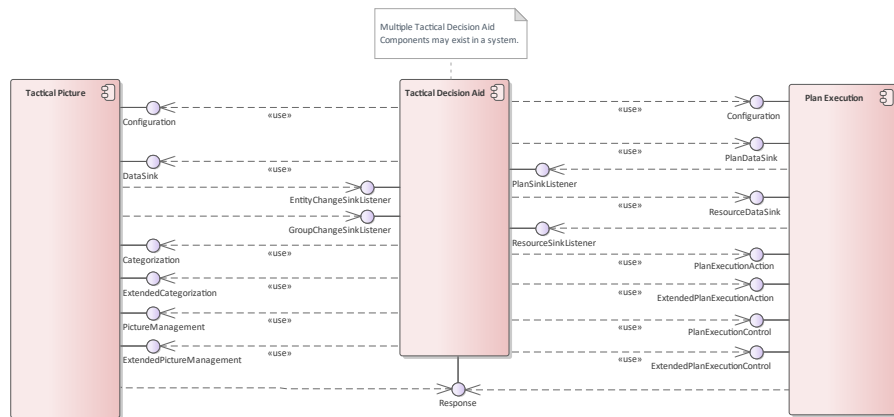 Multiple Tactical Decision Aid
Components may exist in a system.
Tactical Picture
Tactical Decision Aid
Plan Execution
Configuration
«use»
«use»
Configuration
DataSink
«use»
«use»
PlanDataSink
PlanSinkListener
EntityChangeSinkListener
«use»
ResourceDataSink
GroupChangeSinkListener
ResourceSinkListener
Categorization
«use»
«use»
PlanExecutionAction
ExtendedCategorization
«use»
«use»
ExtendedPlanExecutionAction
PictureManagement
«use»
«use»
PlanExecutionControl
ExtendedPictureManagement
«use»
«use»
ExtendedPlanExecutionControl
Response